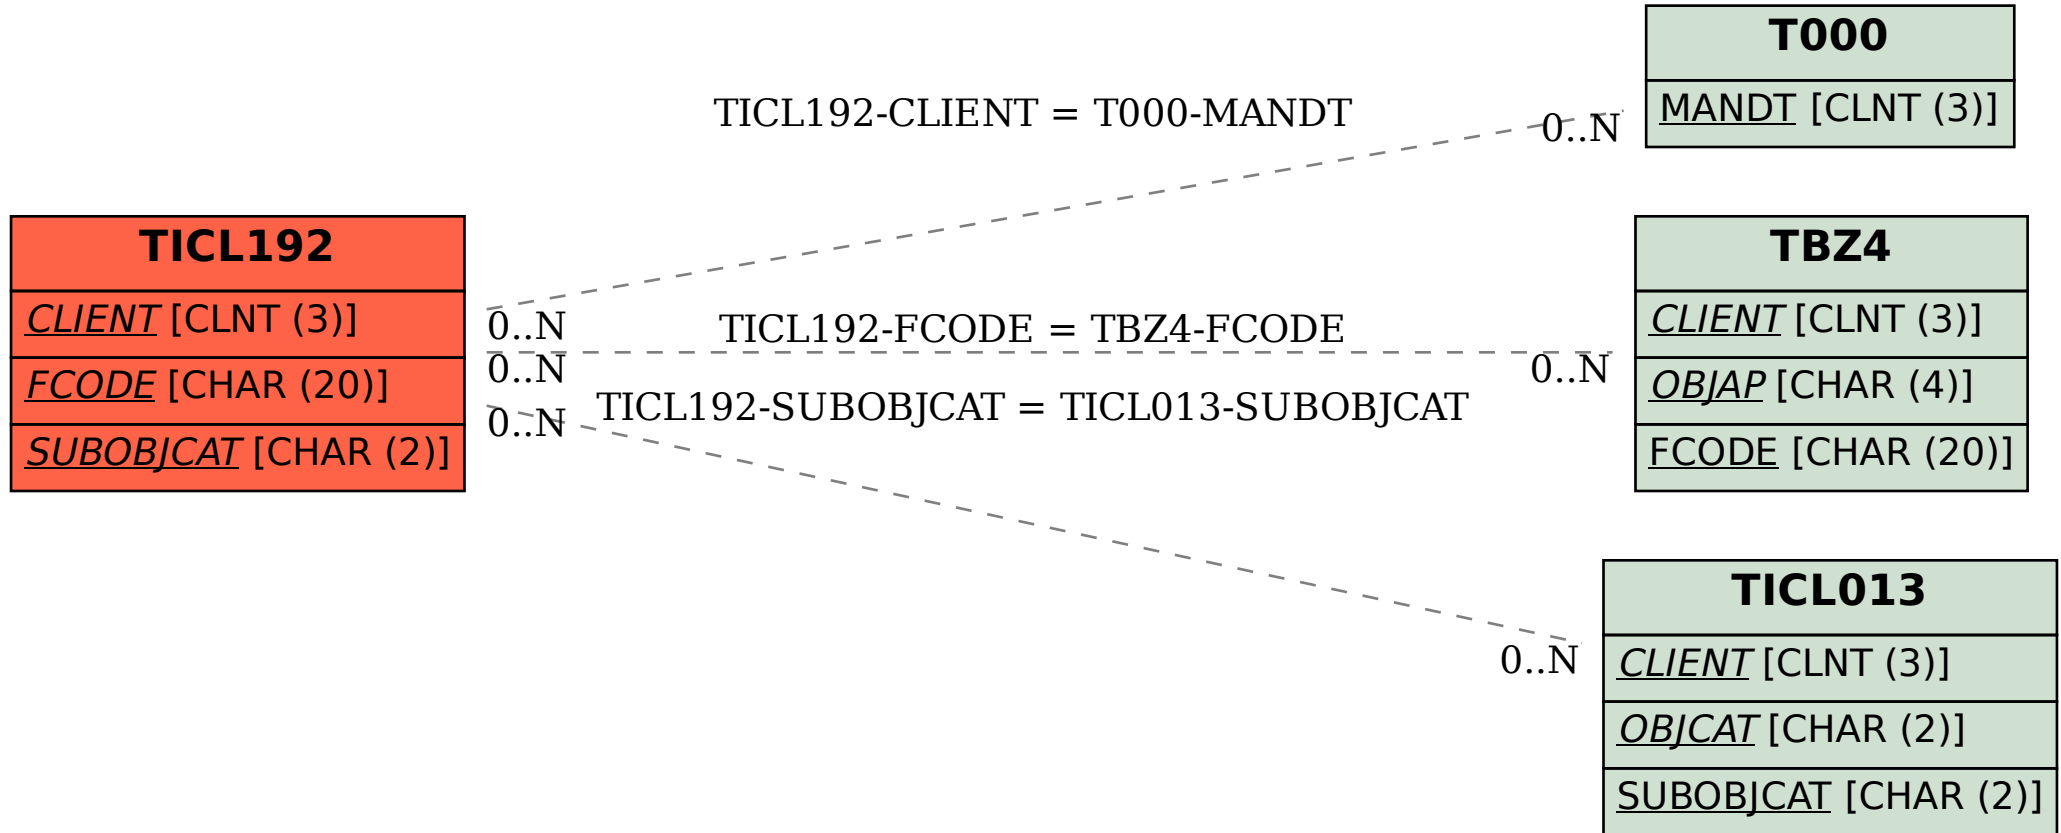 T000
MANDT [CLNT (3)]
TICL192-CLIENT = T000-MANDT
0..N
TICL192
CLIENT [CLNT (3)]
FCODE [CHAR (20)]
SUBOBJCAT [CHAR (2)]
0..N
TICL192-FCODE = TBZ4-FCODE
0..N
0..N
TICL192-SUBOBJCAT = TICL013-SUBOBJCAT
0..N
TBZ4
CLIENT [CLNT (3)]
OBJAP [CHAR (4)]
FCODE [CHAR (20)]
0..N
TICL013
CLIENT [CLNT (3)]
OBJCAT [CHAR (2)]
SUBOBJCAT [CHAR (2)]